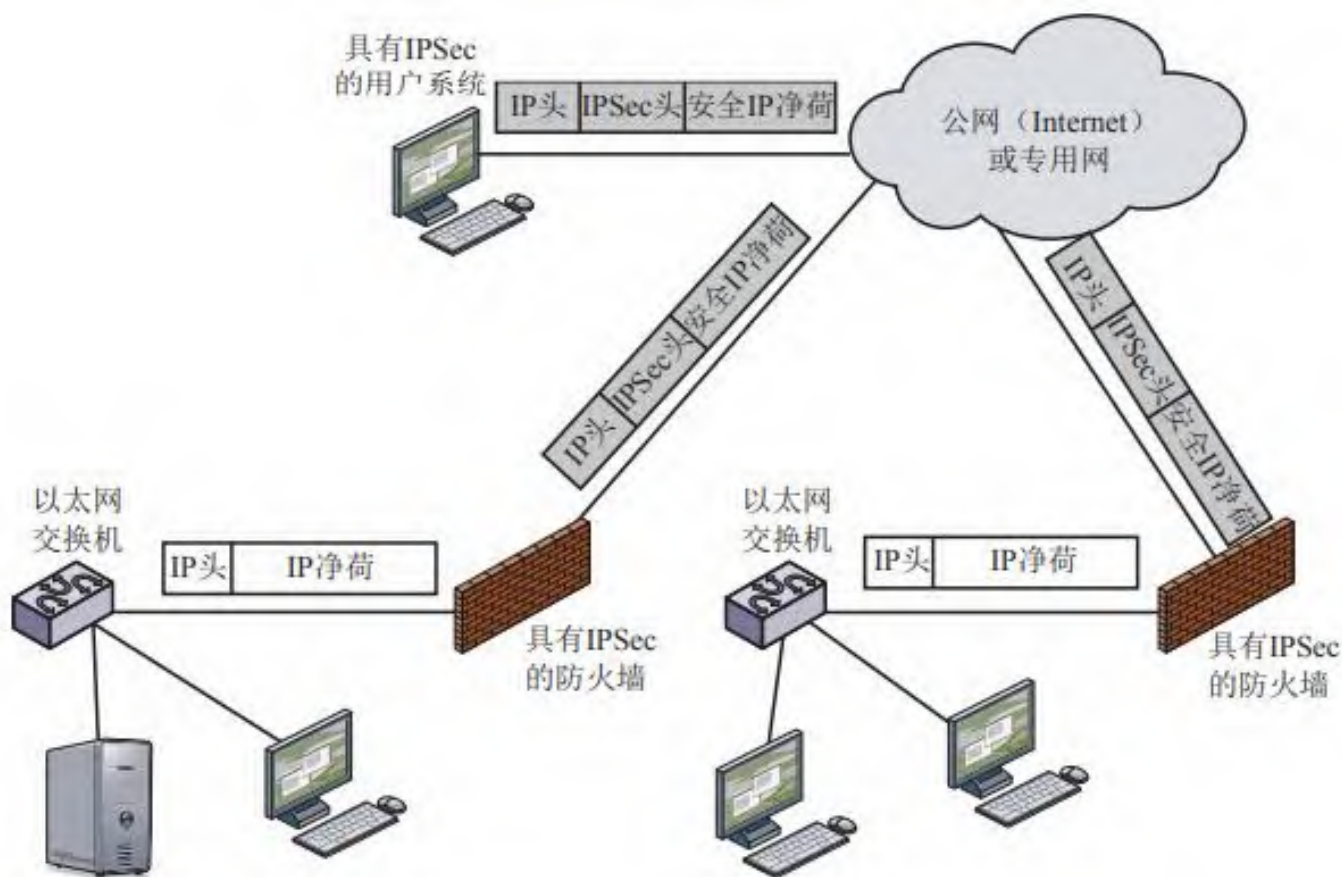 具有IPSec
的用户系统
IP头 IPSec头 安全IP净荷
公网（Internet）
或专用网
IP头 IPSec头 安全IP净荷
IP头 IPSec头 安全IP净荷
以太网
交换机
IP头 IP净荷
具有IPSec
的防火墙
以太网
交换机
IP头 IP净荷
具有IPSec
的防火墙